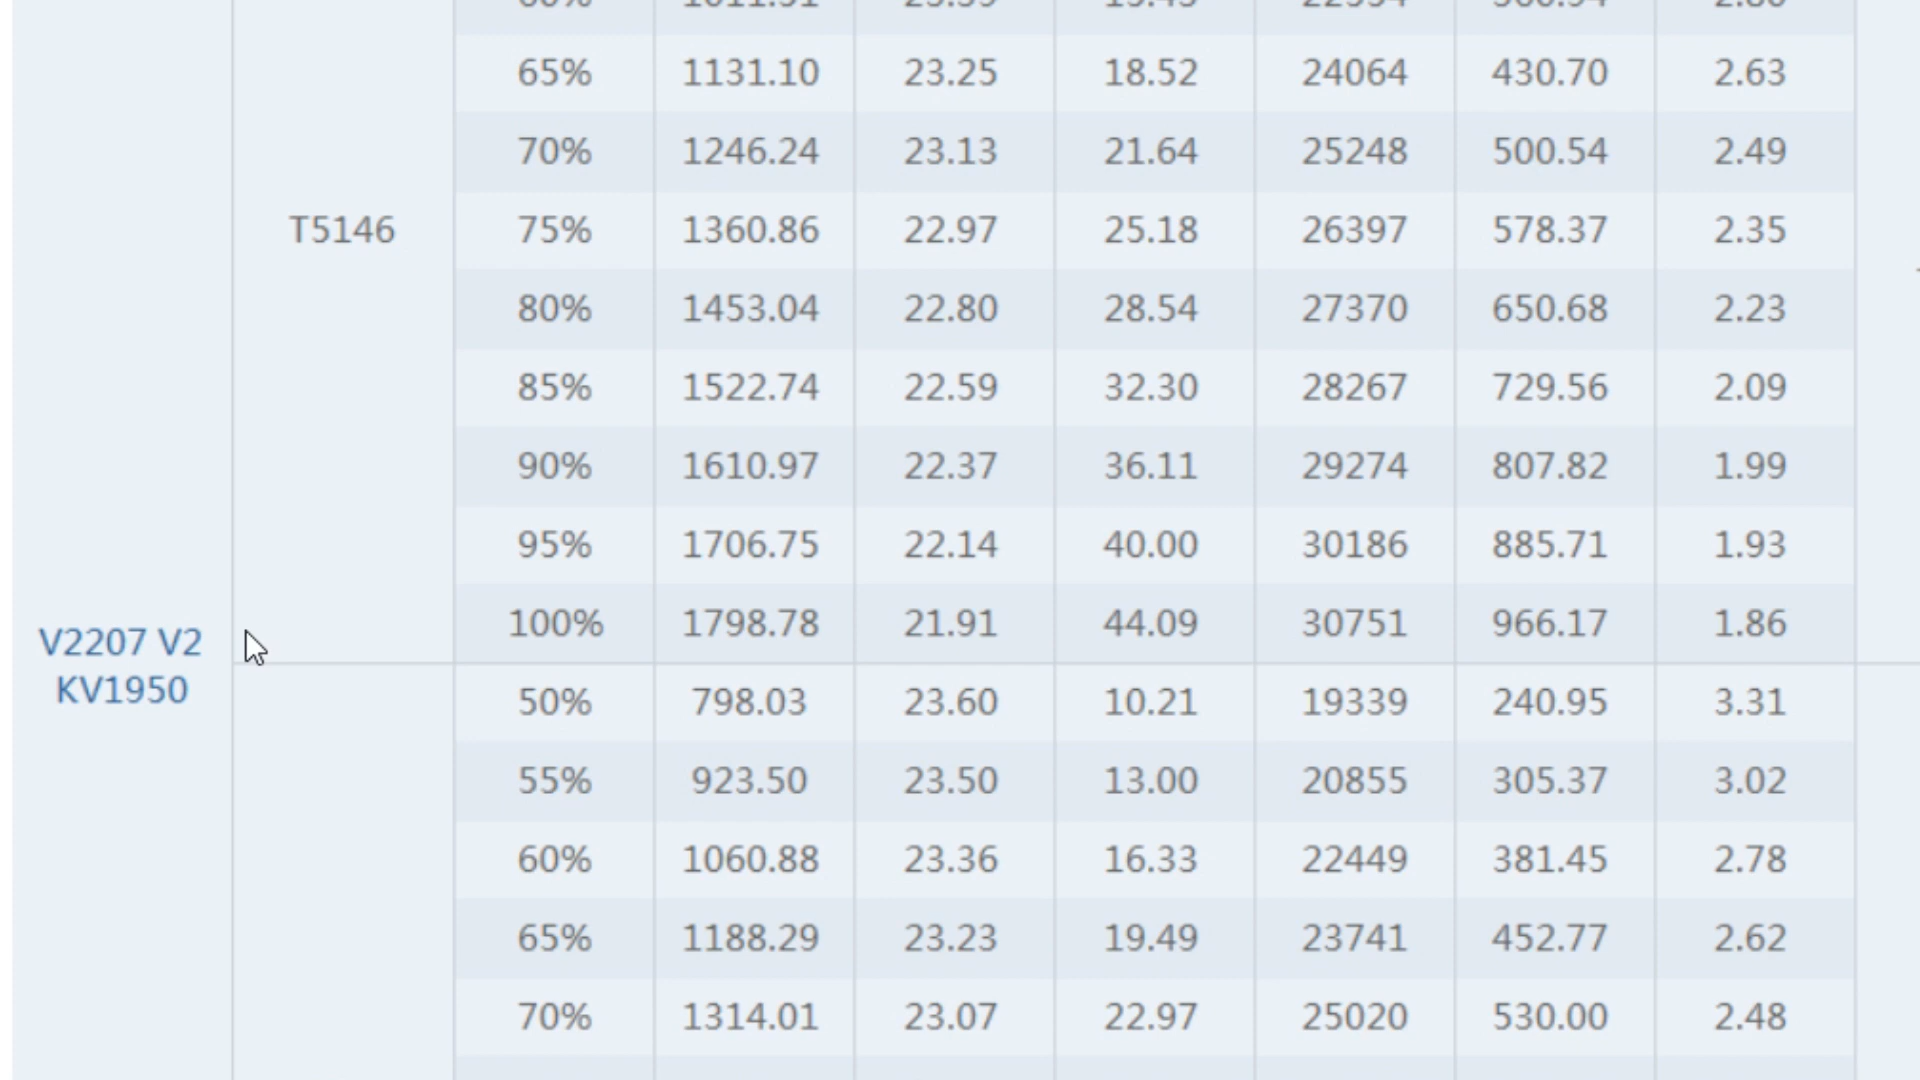 65% 1131.10 23.25 18.52 24064 430.70 2.63
70% 1246.24 23.13 21.64 25248 500.54 2.49
T5146 75% 1360.86 22.97 25.18 26397 578.37 2.35
80% 1453.04 22.80 28.54 27370 650.68 2.23
85% 1522.74 22.59 32.30 28267 729.56 2.09
90% 1610.97 22.37 36.11 29274 807.82 1.99
95% 1706.75 22.14 40.00 30186 885.71 1.93
100% 1798.78 21.91 44.09 30751 966.17 1.86
V2207 V2
KV1950
50% 798.03 23.60 10.21 19339 240.95 3.31
55% 923.50 23.50 13.00 20855 305.37 3.02
60% 1060.88 23.36 16.33 22449 381.45 2.78
65% 1188.29 23.23 19.49 23741 452.77 2.62
70% 1314.01 23.07 22.97 25020 530.00 2.48